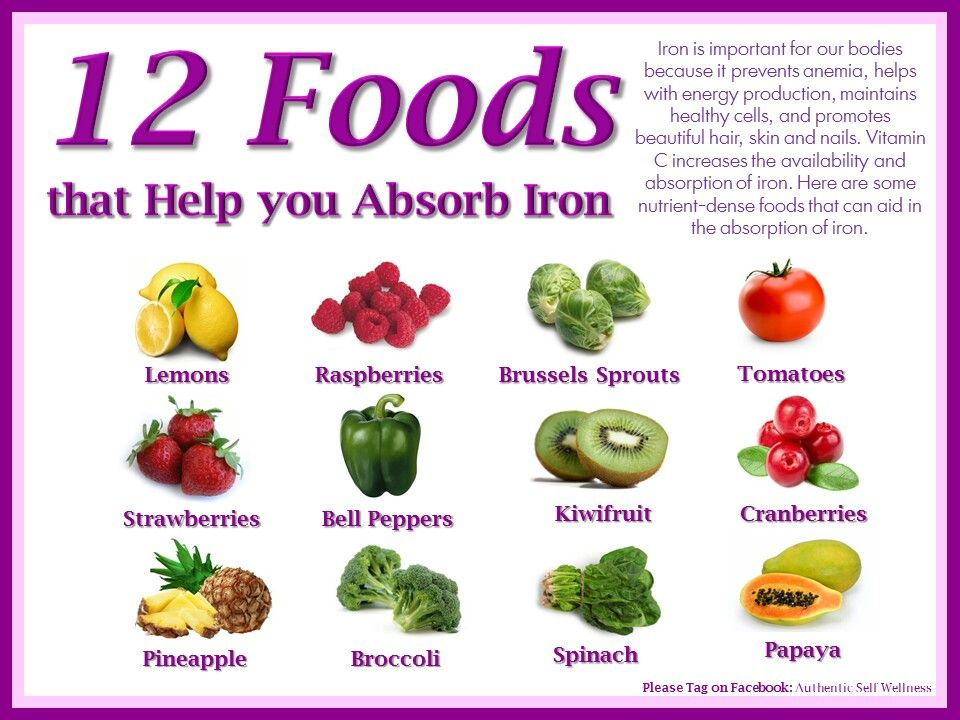 12 Foods
that Help you Absorb Iron
Iron is important for our bodies
because it prevents anemia, helps
with energy production, maintains
healthy cells, and promotes
beautiful hair, skin and nails. Vitamin
C increases the availability and
absorption of iron. Here are some
nutrient-dense foods that can aid in
the absorption of iron.
Lemons
Raspberries
Brussels Sprouts
Tomatoes
Strawberries
Bell Peppers
Kiwifruit
Cranberries
Pineapple
Broccoli
Spinach
Papaya
Please Tag on Facebook: Authentic Self Wellness